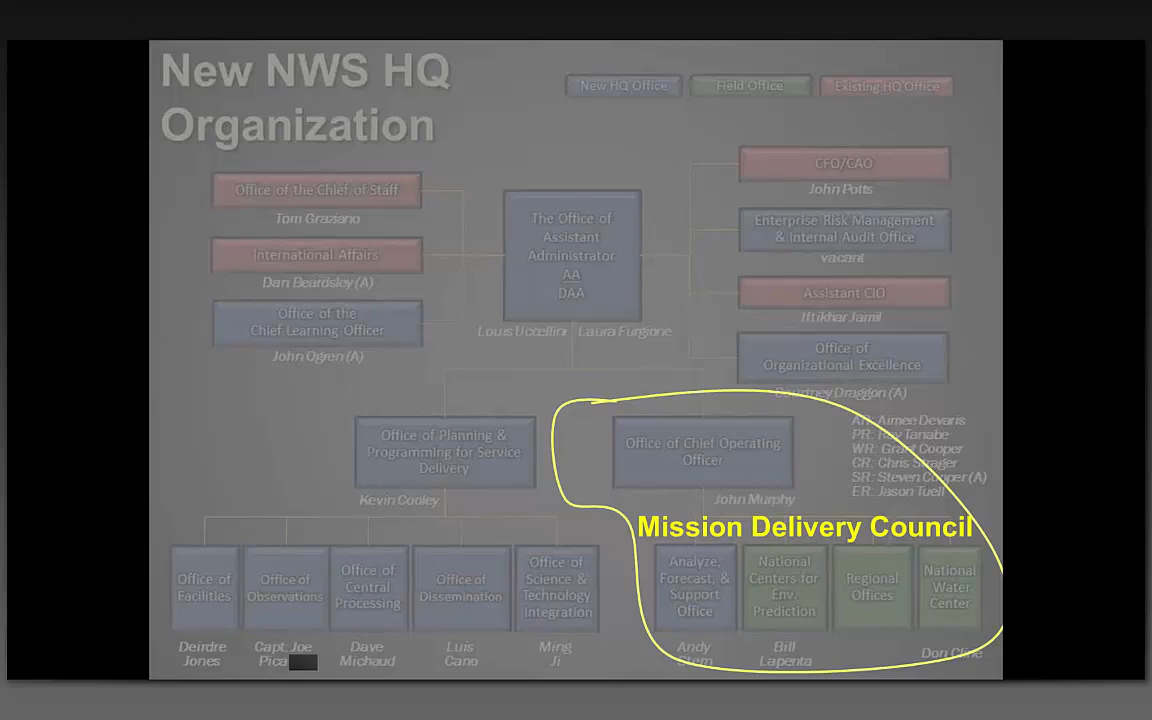 New NWS HQ
Organization
New HQ Office
Field Office
Existing HQ Office
Office of the Chief of Staff
Tom Graziano
International Affairs
Dan Beardsley (A)
Office of the
Chief Learning Officer
John Ogren (A)
The Office of
Assistant
Administrator
AA
DAA
Louis Uccellini
Laura Furgione
CFO/CAO
John Potts
Enterprise Risk Management
& Internal Audit Office
vacant
Assistant CIO
Iftikhar Jamil
Office of
Organizational Excellence
Courtney Draggon (A)
Office of Planning &
Programming for Service
Delivery
Kevin Cooley
Office of Chief Operating
Officer
John Murphy
AR: Aimee Devaris
PR: Ray Tanabe
WR: Grant Cooper
CR: Chris Strager
SR: Steven Cooper (A)
ER: Jason Tuell
Mission Delivery Council
Office of
Facilities
Deirdre
Jones
Office of
Observations
Capt. Joe
Pica
Office of
Central
Processing
Dave
Michaud
Office of
Dissemination
Luis
Cano
Office of
Science &
Technology
Integration
Ming
Ji
Analyze,
Forecast, &
Support
Office
Andy
Stern
National
Centers for
Env.
Prediction
Bill
Lapenta
Regional
Offices
National
Water
Center
Don Cline